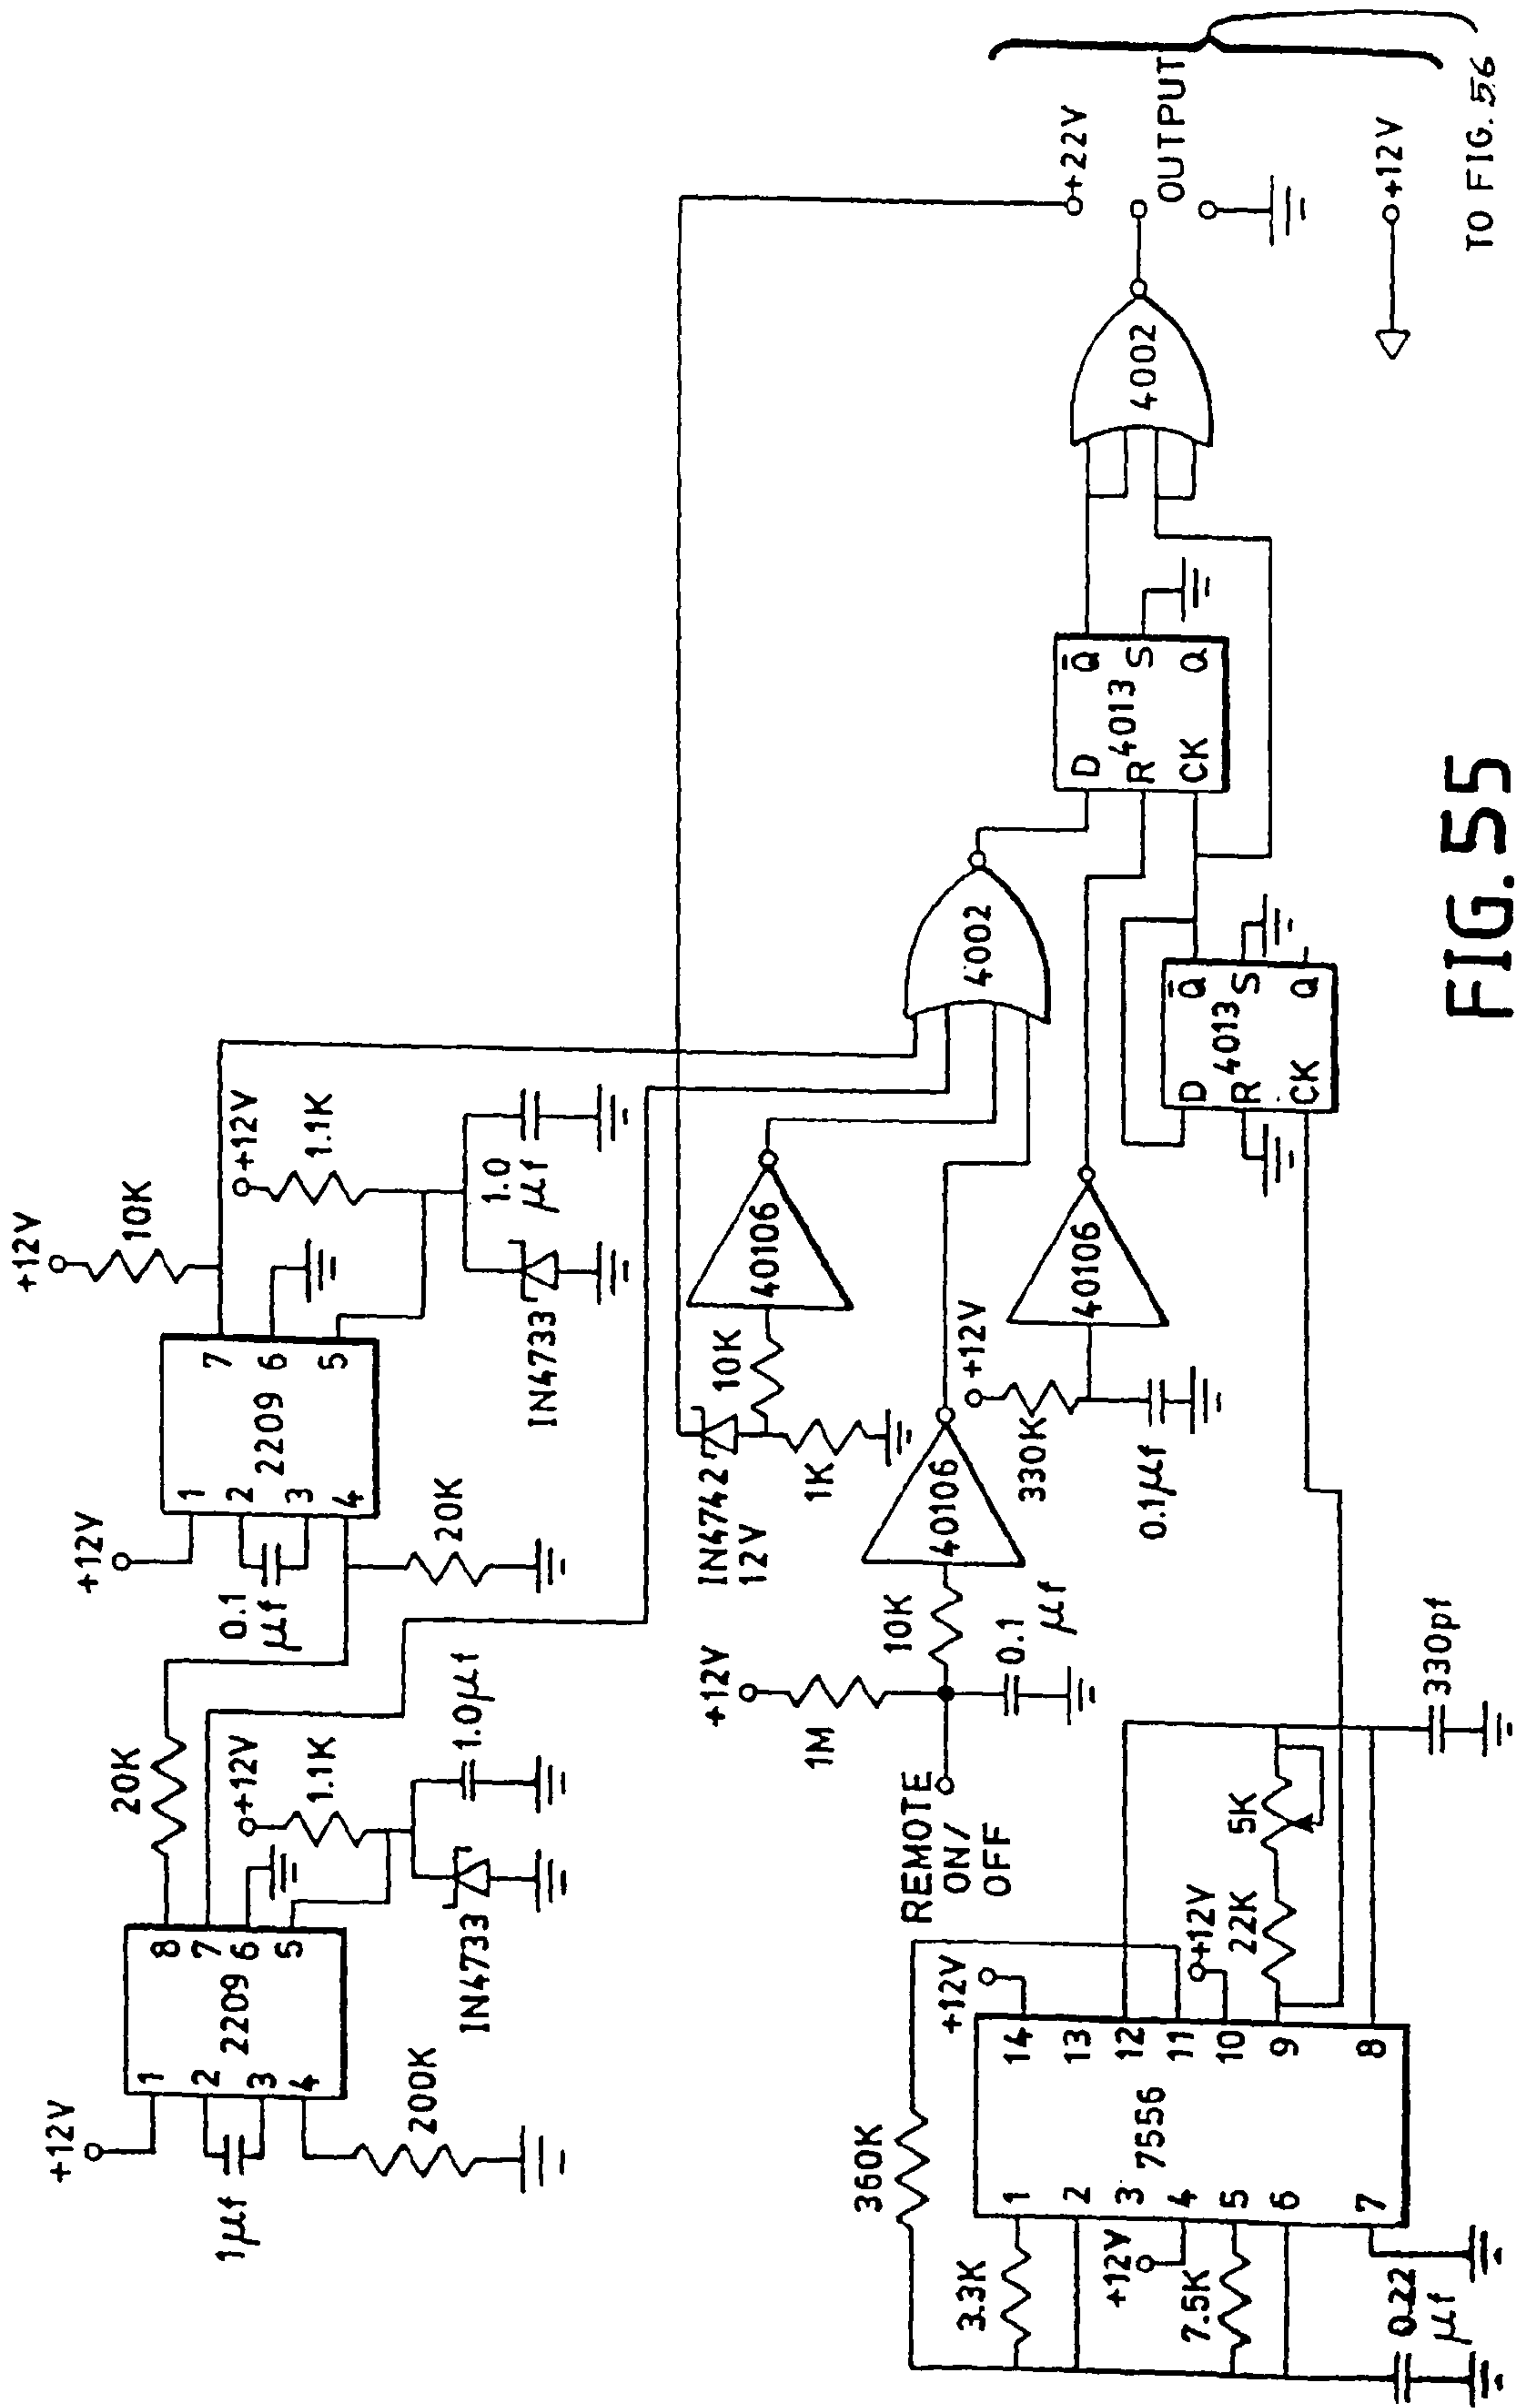 +12V
1
2
3
4
2209
8
7
6
5
1μf
200K
20K
+12V
1.1K
1.0μf
IN4733
+12V
1
2
3
4
2209
7
6
5
0.1
μf
20K
+12V
10K
+12V
1.1K
1.0
μf
IN4733
IN4742
12V
10K
1K
40106
REMOTE
ON/
OFF
+12V
1M
10K
0.1
μf
40106
+12V
330K
0.1μf
40106
4002
360K
3.3K
+12V
7.5K
0.22
μf
1
2
3
4
5
6
7
7556
14
13
12
11
10
9
8
+12V
+12V
22K
5K
330pf
D
R
CK
4013
Q̄
S
Q
D
R
CK
4013
Q̄
S
Q
4002
+22V
OUTPUT
+12V
TO FIG. 56
FIG. 55